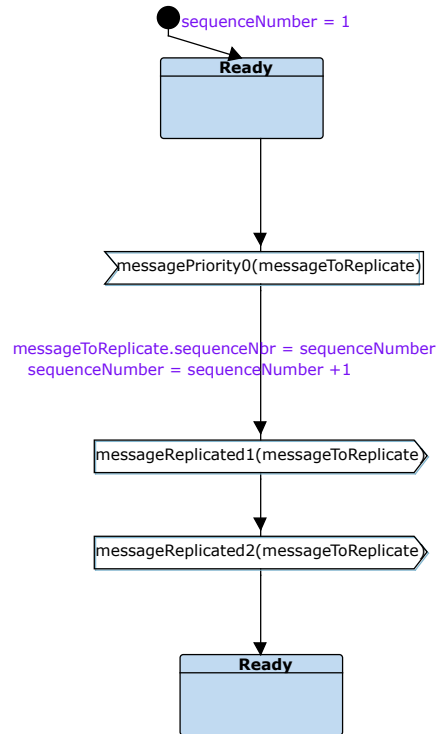 sequenceNumber = 1
Ready
messagePriority0(messageToReplicate)
messageToReplicate.sequenceNbr = sequenceNumber
sequenceNumber = sequenceNumber +1
messageReplicated1(messageToReplicate)
messageReplicated2(messageToReplicate)
Ready